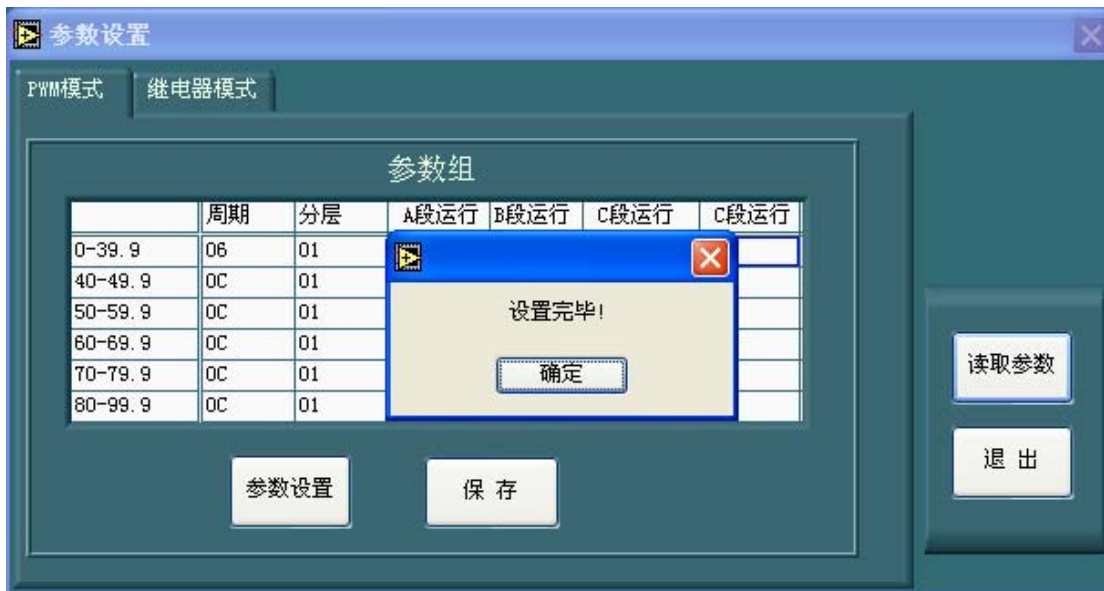 参数设置
PWM模式 继电器模式
参数组
周期 分层 A段运行 B段运行 C段运行 C段运行
0-39.9 06 01
40-49.9 0C 01
50-59.9 0C 01
60-69.9 0C 01
70-79.9 0C 01
80-99.9 0C 01
设置完毕!
确定
读取参数
退 出
参数设置 保 存